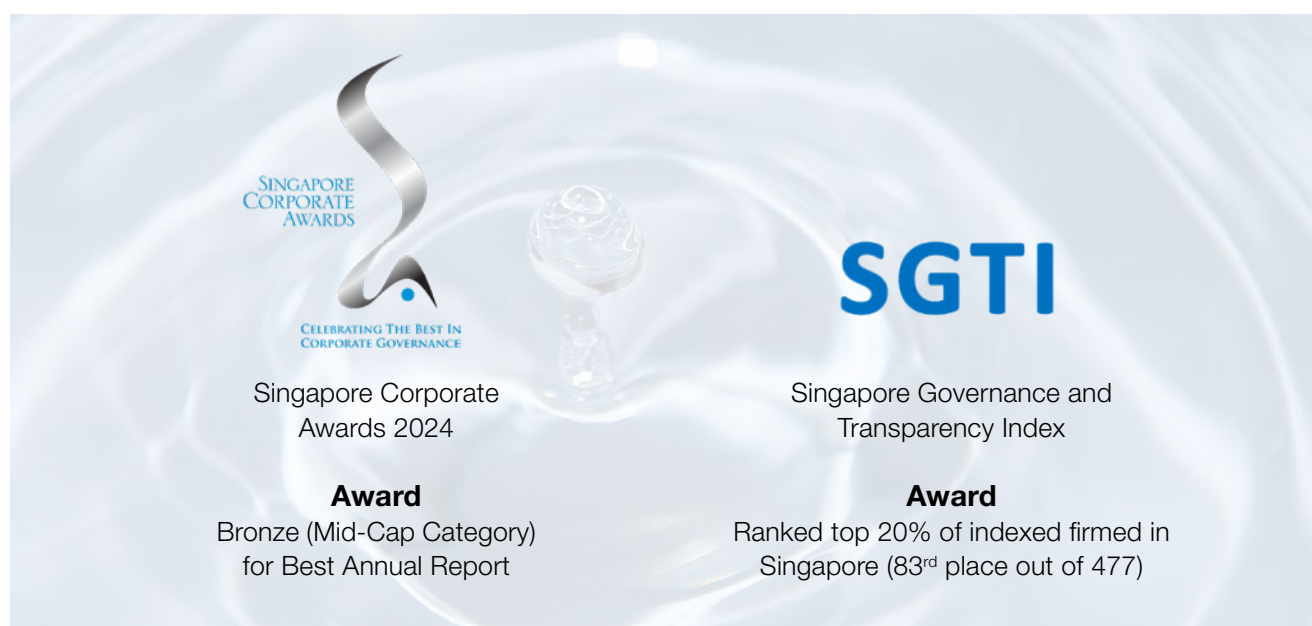 SINGAPORE
CORPORATE
AWARDS
CELEBRATING THE BEST IN
CORPORATE GOVERNANCE
Singapore Corporate
Awards 2024
Award
Bronze (Mid-Cap Category)
for Best Annual Report
SGTI
Singapore Governance and
Transparency Index
Award
Ranked top 20% of indexed firmed in
Singapore (83rd place out of 477)